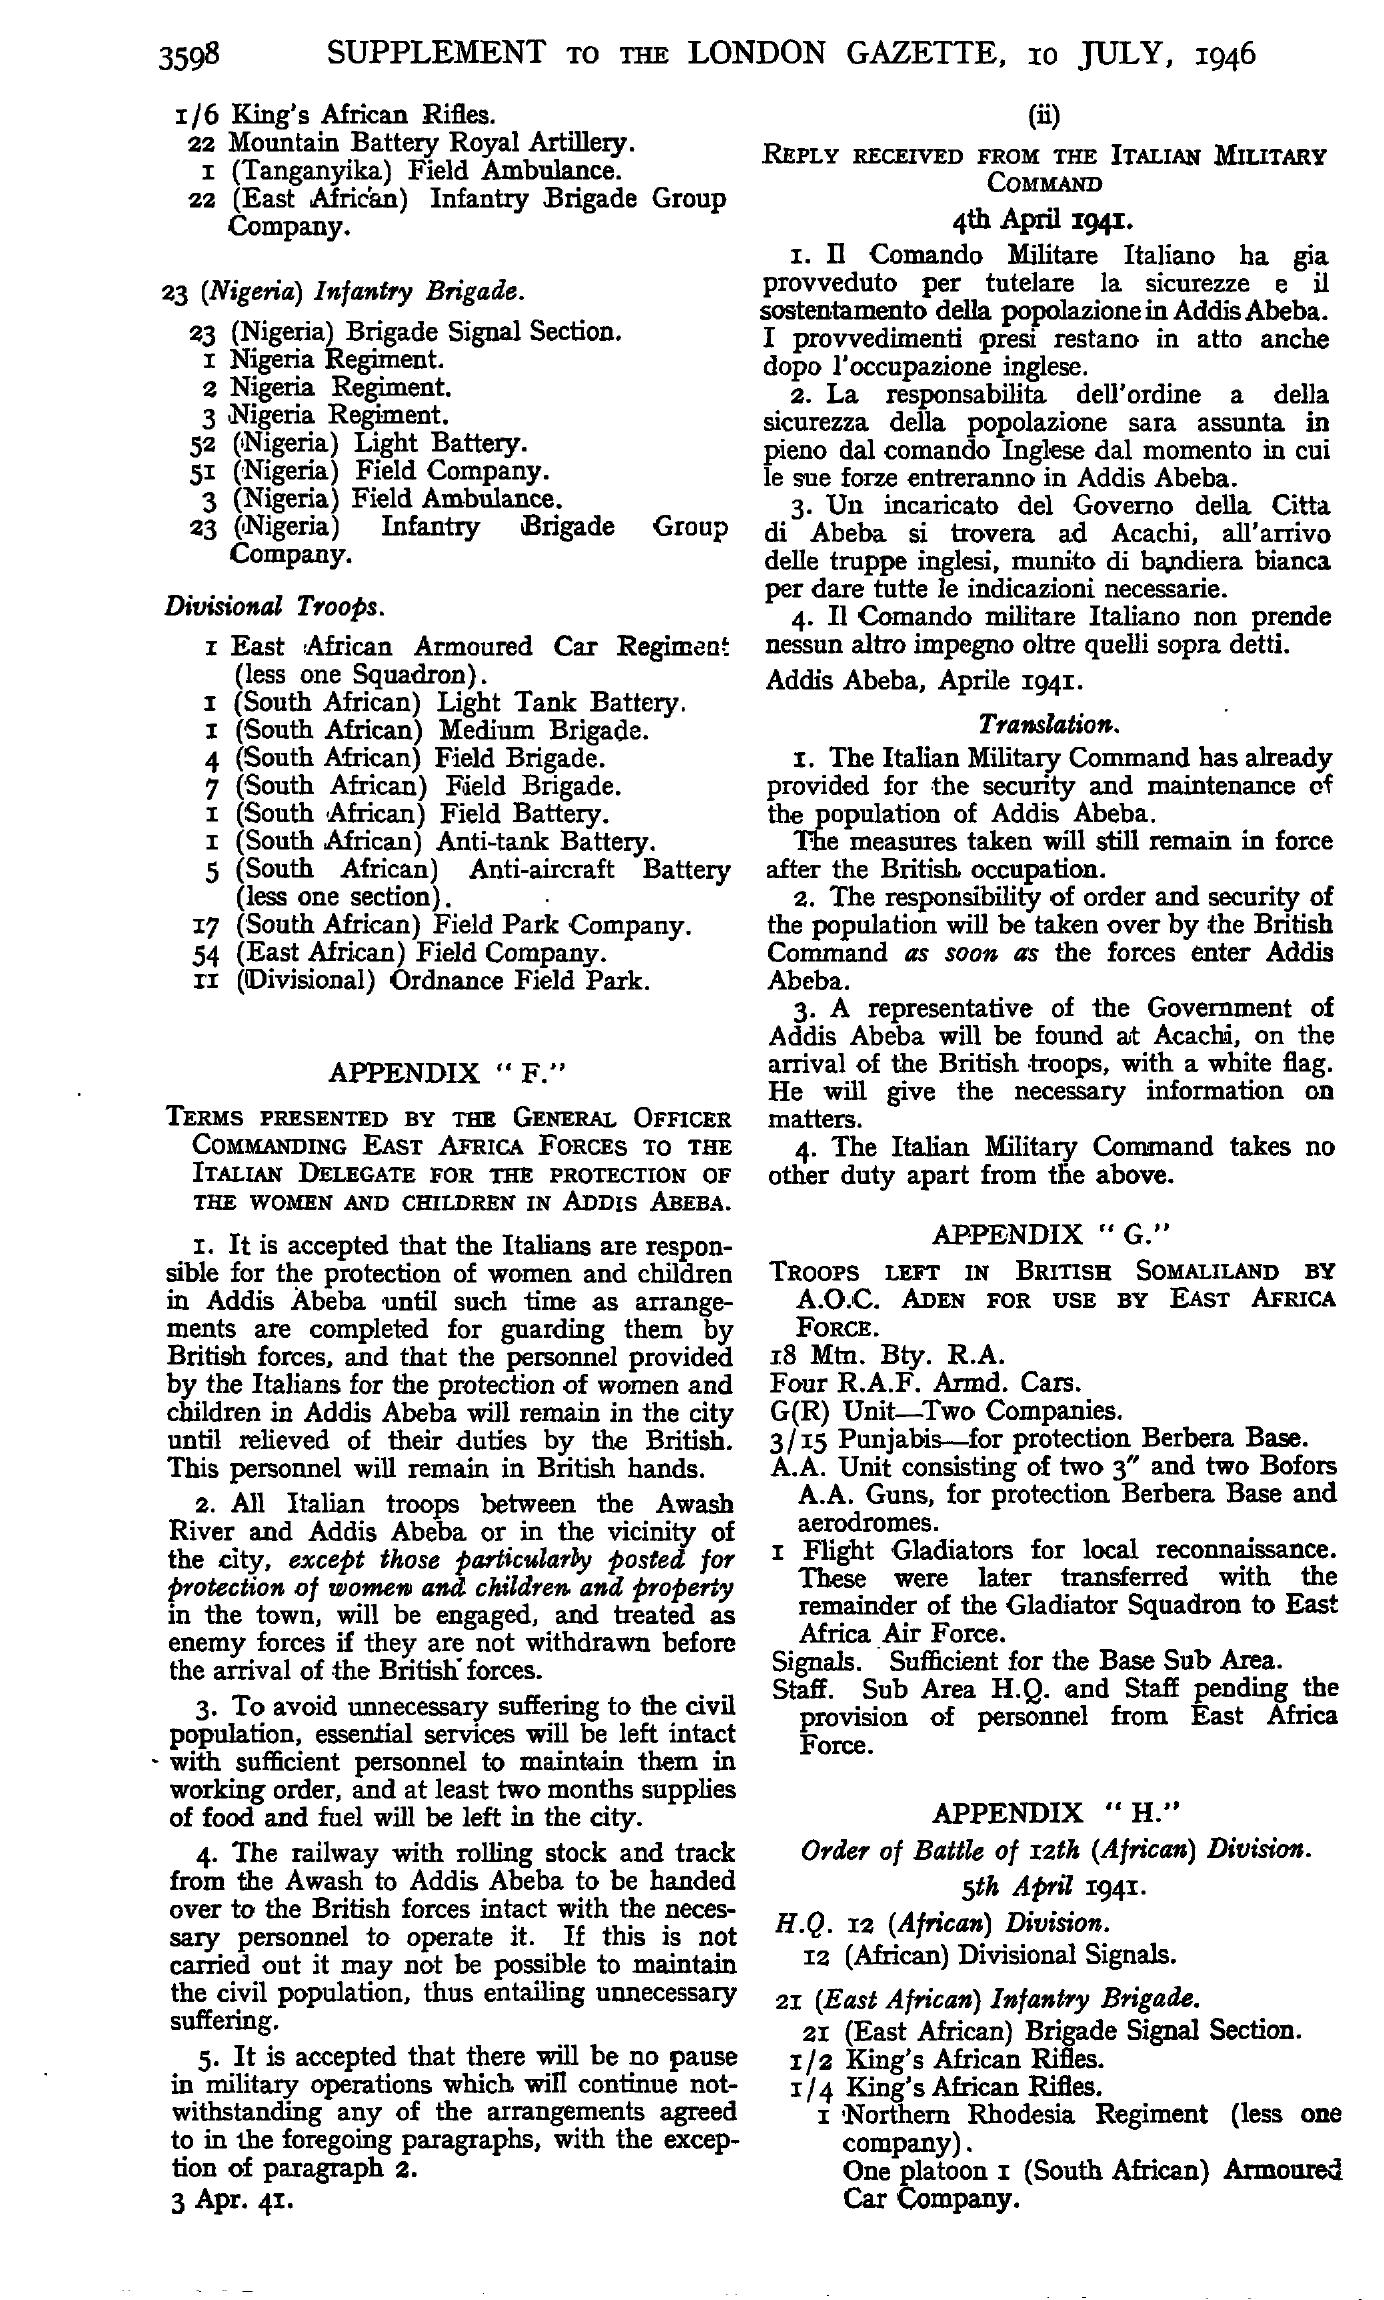 3598 SUPPLEMENT TO THE LONDON GAZETTE, 10 JULY, 1946
1/6 King's African Rifles.
22 Mountain Battery Royal Artillery.
1 (Tanganyika) Field Ambulance.
22 (East African) Infantry Brigade Group
Company.
23 (Nigeria) Infantry Brigade.
23 (Nigeria) Brigade Signal Section.
1 Nigeria Regiment.
2 Nigeria Regiment.
3 Nigeria Regiment.
52 (Nigeria) Light Battery.
51 (Nigeria) Field Company.
3 (Nigeria) Field Ambulance.
23 (Nigeria) Infantry Brigade Group
Company.
Divisional Troops.
1 East African Armoured Car Regiment
(less one Squadron).
1 (South African) Light Tank Battery.
1 (South African) Medium Brigade.
4 (South African) Field Brigade.
7 (South African) Field Brigade.
1 (South African) Field Battery.
1 (South African) Anti-tank Battery.
5 (South African) Anti-aircraft Battery
(less one section).
17 (South African) Field Park Company.
54 (East African) Field Company.
11 (Divisional) Ordnance Field Park.
APPENDIX " F."
TERMS PRESENTED BY THE GENERAL OFFICER
COMMANDING EAST AFRICA FORCES TO THE
ITALIAN DELEGATE FOR THE PROTECTION OF
THE WOMEN AND CHILDREN IN ADDIS ABEBA.
1. It is accepted that the Italians are respon-
sible for the protection of women and children
in Addis Abeba until such time as arrange-
ments are completed for guarding them by
British forces, and that the personnel provided
by the Italians for the protection of women and
children in Addis Abeba will remain in the city
until relieved of their duties by the British.
This personnel will remain in British hands.
2. All Italian troops between the Awash
River and Addis Abeba or in the vicinity of
the city, except those particularly posted for
protection of women and children and property
in the town, will be engaged, and treated as
enemy forces if they are not withdrawn before
the arrival of the British forces.
3. To avoid unnecessary suffering to the civil
population, essential services will be left intact
with sufficient personnel to maintain them in
working order, and at least two months supplies
of food and fuel will be left in the city.
4. The railway with rolling stock and track
from the Awash to Addis Abeba to be handed
over to the British forces intact with the neces-
sary personnel to operate it. If this is not
carried out it may not be possible to maintain
the civil population, thus entailing unnecessary
suffering.
5. It is accepted that there will be no pause
in military operations which will continue not-
withstanding any of the arrangements agreed
to in the foregoing paragraphs, with the excep-
tion of paragraph 2.
3 Apr. 41.
(ii)
REPLY RECEIVED FROM THE ITALIAN MILITARY
COMMAND
4th April 1941.
1. Il Comando Militare Italiano ha gia
provveduto per tutelare la sicurezze e il
sostentamento della popolazione in Addis Abeba.
I provvedimenti presi restano in atto anche
dopo l'occupazione inglese.
2. La responsabilita dell'ordine a della
sicurezza della popolazione sara assunta in
pieno dal comando Inglese dal momento in cui
le sue forze entreranno in Addis Abeba.
3. Un incaricato del Governo della Citta
di Abeba si trovera ad Acachi, all'arrivo
delle truppe inglesi, munito di bandiera bianca
per dare tutte le indicazioni necessarie.
4. Il Comando militare Italiano non prende
nessun altro impegno oltre quelli sopra detti.
Addis Abeba, Aprile 1941.
Translation.
1. The Italian Military Command has already
provided for the security and maintenance of
the population of Addis Abeba.
The measures taken will still remain in force
after the British occupation.
2. The responsibility of order and security of
the population will be taken over by the British
Command as soon as the forces enter Addis
Abeba.
3. A representative of the Government of
Addis Abeba will be found at Acachi, on the
arrival of the British troops, with a white flag.
He will give the necessary information on
matters.
4. The Italian Military Command takes no
other duty apart from the above.
APPENDIX " G."
TROOPS LEFT IN BRITISH SOMALILAND BY
A.O.C. ADEN FOR USE BY EAST AFRICA
FORCE.
18 Mtn. Bty. R.A.
Four R.A.F. Armd. Cars.
G(R) Unit—Two Companies.
3/15 Punjabis—for protection Berbera Base.
A.A. Unit consisting of two 3″ and two Bofors
A.A. Guns, for protection Berbera Base and
aerodromes.
1 Flight Gladiators for local reconnaissance.
These were later transferred with the
remainder of the Gladiator Squadron to East
Africa Air Force.
Signals. Sufficient for the Base Sub Area.
Staff. Sub Area H.Q. and Staff pending the
provision of personnel from East Africa
Force.
APPENDIX " H."
Order of Battle of 12th (African) Division.
5th April 1941.
H.Q. 12 (African) Division.
12 (African) Divisional Signals.
21 (East African) Infantry Brigade.
21 (East African) Brigade Signal Section.
1/2 King's African Rifles.
1/4 King's African Rifles.
1 Northern Rhodesia Regiment (less one
company).
One platoon 1 (South African) Armoured
Car Company.